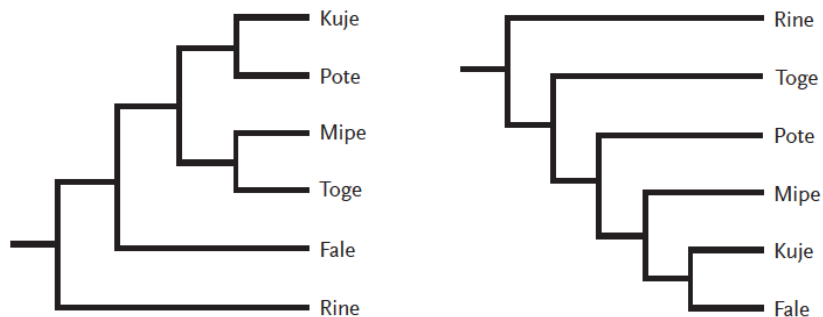 Kuje
Pote
Mipe
Toge
Fale
Rine
Rine
Toge
Pote
Mipe
Kuje
Fale